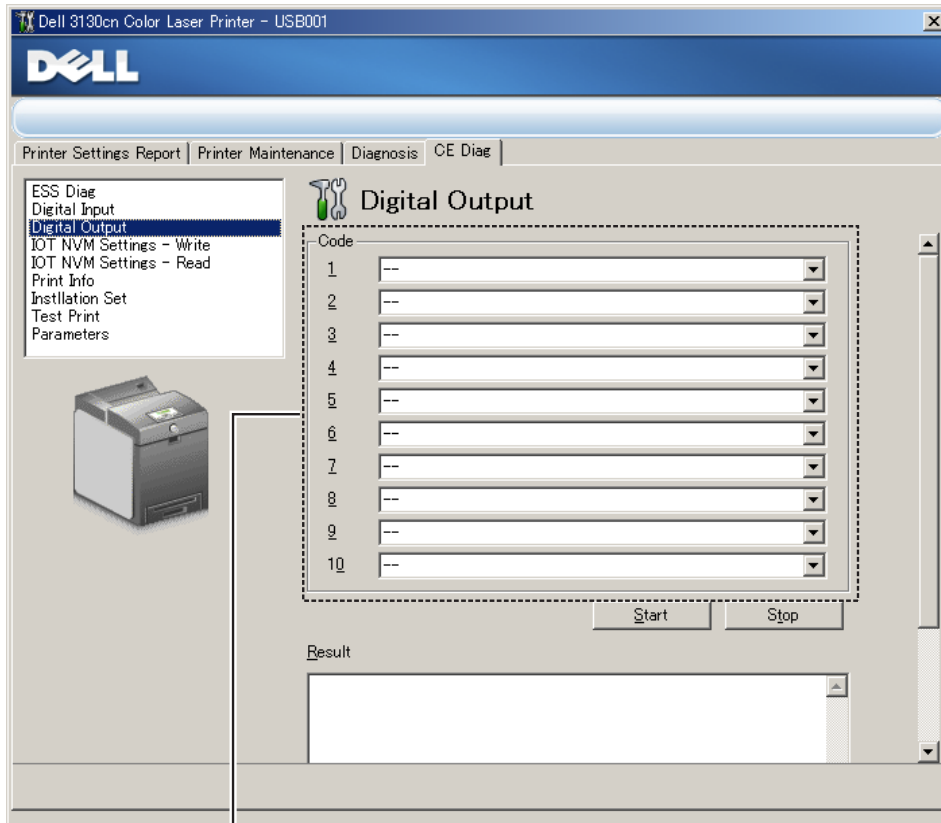 Dell 3130cn Color Laser Printer - USB001
DELL
Printer Settings Report
Printer Maintenance
Diagnosis
CE Diag
ESS Diag
Digital Input
Digital Output
IOT NVM Settings - Write
IOT NVM Settings - Read
Print Info
Instllation Set
Test Print
Parameters
Digital Output
Code
1 --
2 --
3 --
4 --
5 --
6 --
7 --
8 --
9 --
10 --
Start Stop
Result